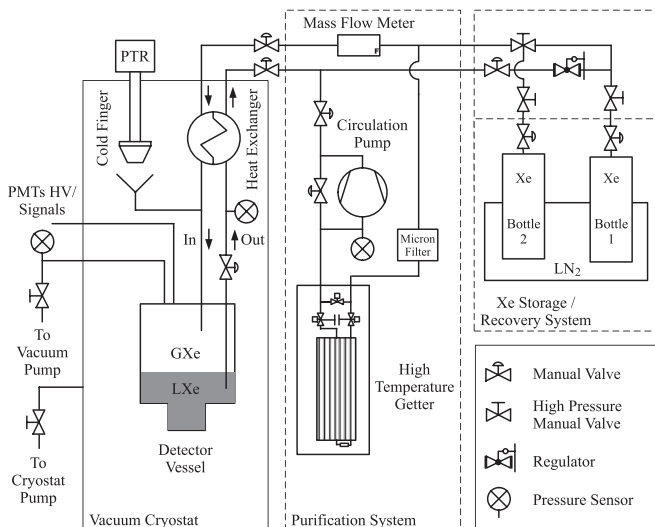 Mass Flow Meter
F
PTR
Cold Finger
Heat Exchanger
Circulation
Pump
PMTs HV/
Signals
In
Out
Micron
Filter
Xe
Bottle
2
Xe
Bottle
1
LN2
Xe Storage /
Recovery System
To
Vacuum
Pump
GXe
LXe
High
Temperature
Getter
Detector
Vessel
To
Cryostat
Pump
Vacuum Cryostat
Purification System
Manual Valve
High Pressure
Manual Valve
Regulator
Pressure Sensor